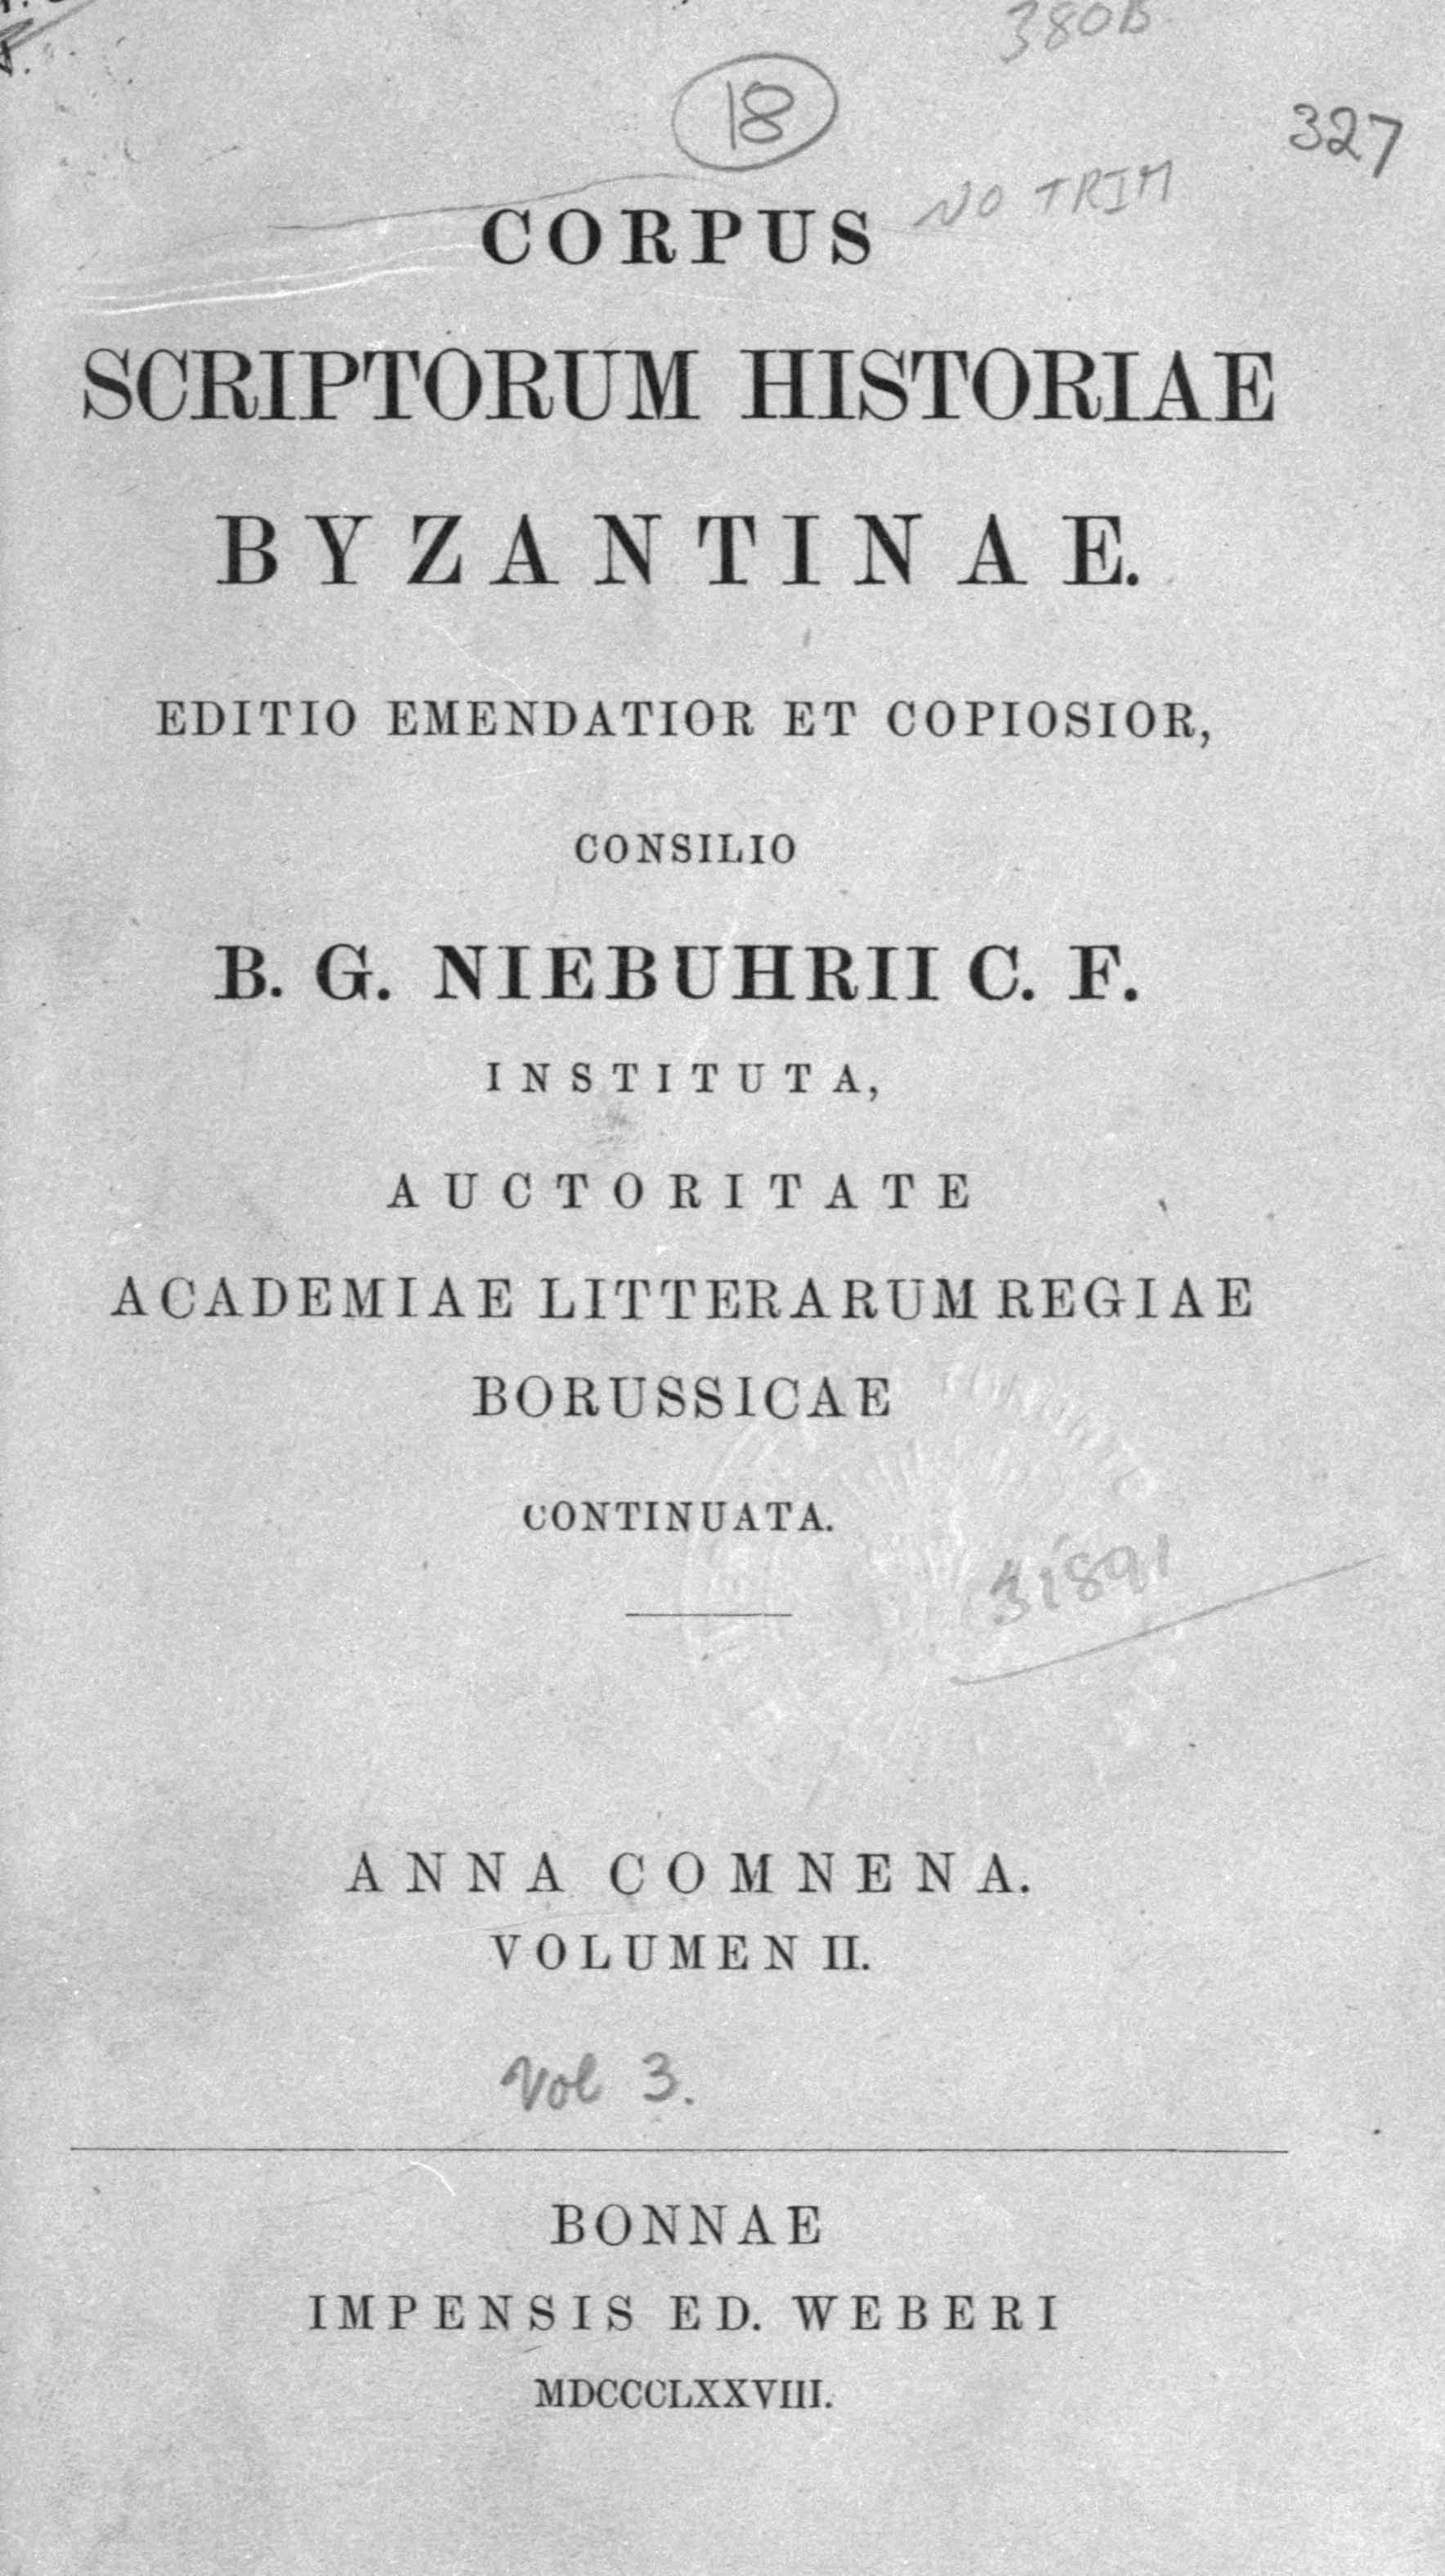 380B
18
327
NO TRIM
CORPUS
SCRIPTORUM HISTORIAE
BYZANTINAE.
EDITIO EMENDATIOR ET COPIOSIOR,
CONSILIO
B. G. NIEBUHRII C. F.
INSTITUTA,
AUCTORITATE
ACADEMIAE LITTERARUM REGIAE
BORUSSICAE
CONTINUATA.
31891
ANNA COMNENA.
VOLUMEN II.
Vol 3.
BONNAE
IMPENSIS ED. WEBERI
MDCCCLXXVIII.